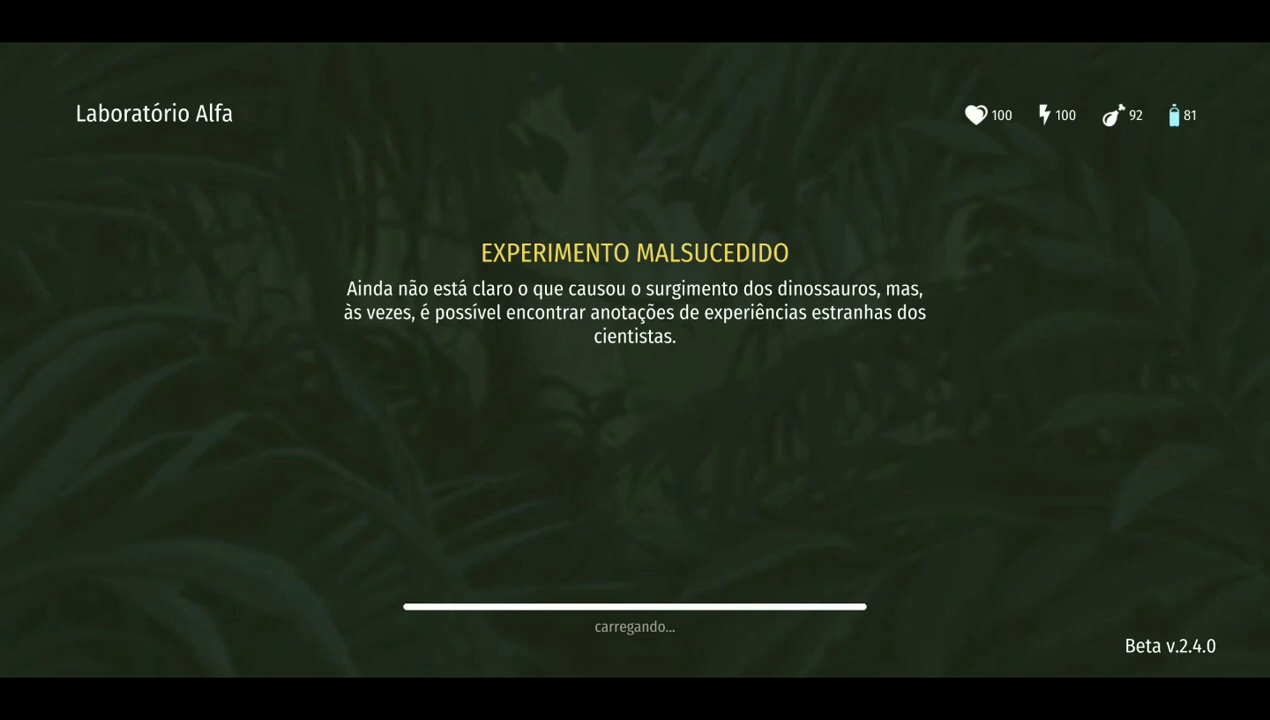 Laboratório Alfa
100 100 92 81
EXPERIMENTO MALSUCEDIDO
Ainda não está claro o que causou o surgimento dos dinossauros, mas,
às vezes, é possível encontrar anotações de experiências estranhas dos
cientistas.
carregando...
Beta v.2.4.0